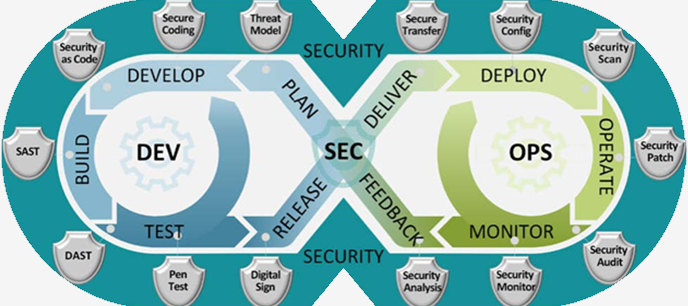 Secure
Coding
Threat
Model
Secure
Transfer
Security
Config
Security
as Code
SECURITY
Security
Scan
DEVELOP
PLAN
DELIVER
DEPLOY
SAST
BUILD
DEV
SEC
OPS
OPERATE
Security
Patch
TEST
RELEASE
FEEDBACK
MONITOR
DAST
SECURITY
Security
Audit
Pen
Test
Digital
Sign
Security
Analysis
Security
Monitor